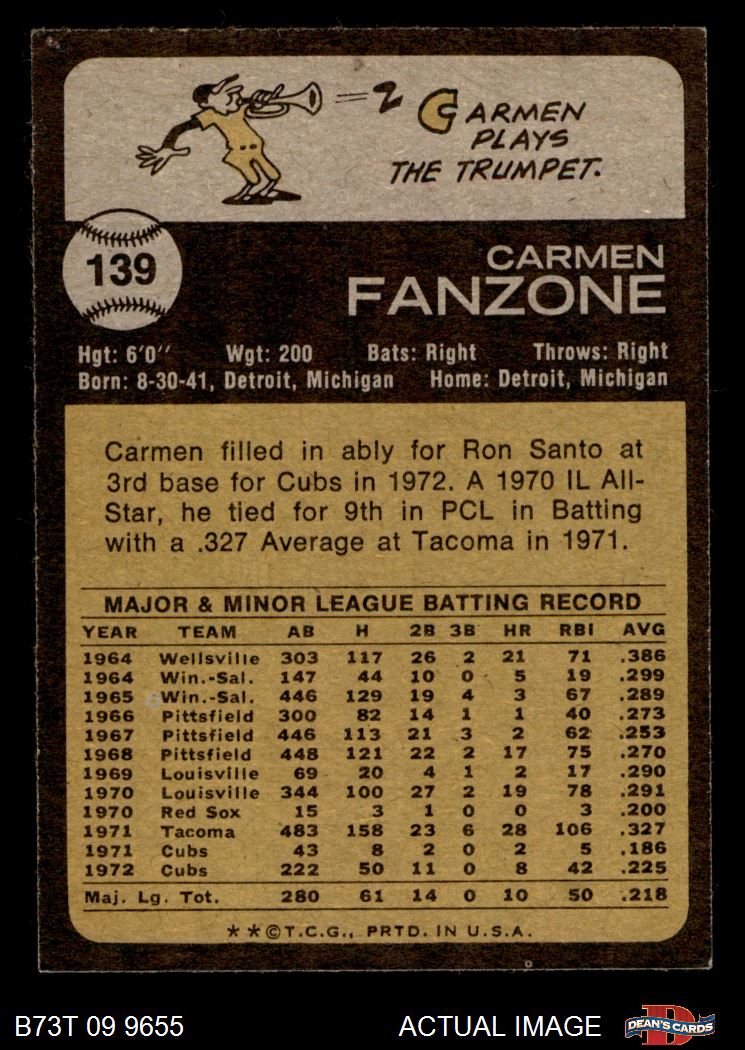 CARMEN
PLAYS
THE TRUMPET.
139
CARMEN
FANZONE
Hgt: 6'0'' Wgt: 200 Bats: Right Throws: Right
Born: 8-30-41, Detroit, Michigan Home: Detroit, Michigan
Carmen filled in ably for Ron Santo at
3rd base for Cubs in 1972. A 1970 IL All-
Star, he tied for 9th in PCL in Batting
with a .327 Average at Tacoma in 1971.
MAJOR & MINOR LEAGUE BATTING RECORD
YEAR TEAM AB H 2B 3B HR RBI AVG
1964 Wellsville 303 117 26 2 21 71 .386
1964 Win.-Sal. 147 44 10 0 5 19 .299
1965 Win.-Sal. 446 129 19 4 3 67 .289
1966 Pittsfield 300 82 14 1 1 40 .273
1967 Pittsfield 446 113 21 3 2 62 .253
1968 Pittsfield 448 121 22 2 17 75 .270
1969 Louisville 69 20 4 1 2 17 .290
1970 Louisville 344 100 27 2 19 78 .291
1970 Red Sox 15 3 1 0 0 3 .200
1971 Tacoma 483 158 23 6 28 106 .327
1971 Cubs 43 8 2 0 2 5 .186
1972 Cubs 222 50 11 0 8 42 .225
Maj. Lg. Tot. 280 61 14 0 10 50 .218
**©T.C.G., PRTD. IN U.S.A.
B73T 09 9655 ACTUAL IMAGE
D
DEAN'S CARDS